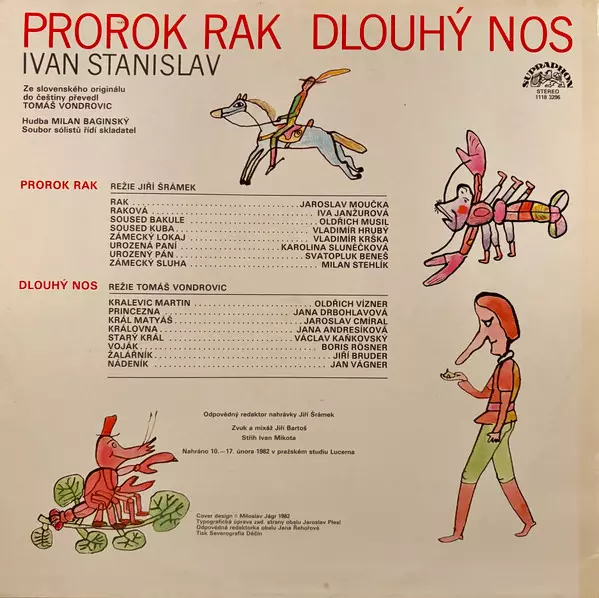 PROROK RAK DLOUHÝ NOS
IVAN STANISLAV
SUPRAPHON
STEREO
1118 3296
Ze slovenského originálu
do češtiny převedl
TOMÁŠ VONDROVIC
Hudba MILAN BAGINSKÝ
Soubor sólistů řídí skladatel
PROROK RAK REŽIE JIŘÍ ŠRÁMEK
RAK ........ JAROSLAV MOUČKA
RAKOVÁ ........ IVA JANŽUROVÁ
SOUSED BAKULE ........ OLDŘICH MUSIL
SOUSED KUBA ........ VLADIMÍR HRUBÝ
ZÁMECKÝ LOKAJ ........ VLADIMÍR KRŠKA
UROZENÁ PANÍ ........ KAROLINA SLUNÉČKOVÁ
UROZENÝ PÁN ........ SVATOPLUK BENEŠ
ZÁMECKÝ SLUHA ........ MILAN STEHLÍK
DLOUHÝ NOS REŽIE TOMÁŠ VONDROVIC
KRALEVIC MARTIN ........ OLDŘICH VÍZNER
PRINCEZNA ........ JANA DRBOHLAVOVÁ
KRÁL MATYÁŠ ........ JAROSLAV CMÍRAL
KRÁLOVNA ........ JANA ANDRESÍKOVÁ
STARÝ KRÁL ........ VÁCLAV KAŇKOVSKÝ
VOJÁK ........ BORIS RÖSNER
ŽALÁŘNÍK ........ JIŘÍ BRUDER
NÁDENÍK ........ JAN VÁGNER
Odpovědný redaktor nahrávky Jiří Šrámek
Zvuk a mixáž Jiří Bartoš
Střih Ivan Mikota
Nahráno 10.—17. února 1982 v pražském studiu Lucerna
Cover design © Miloslav Jágr 1982
Typografická úprava zad. strany obalu Jaroslav Plesl
Odpovědná redaktorka obalu Jana Řehořová
Tisk Severografia Děčín